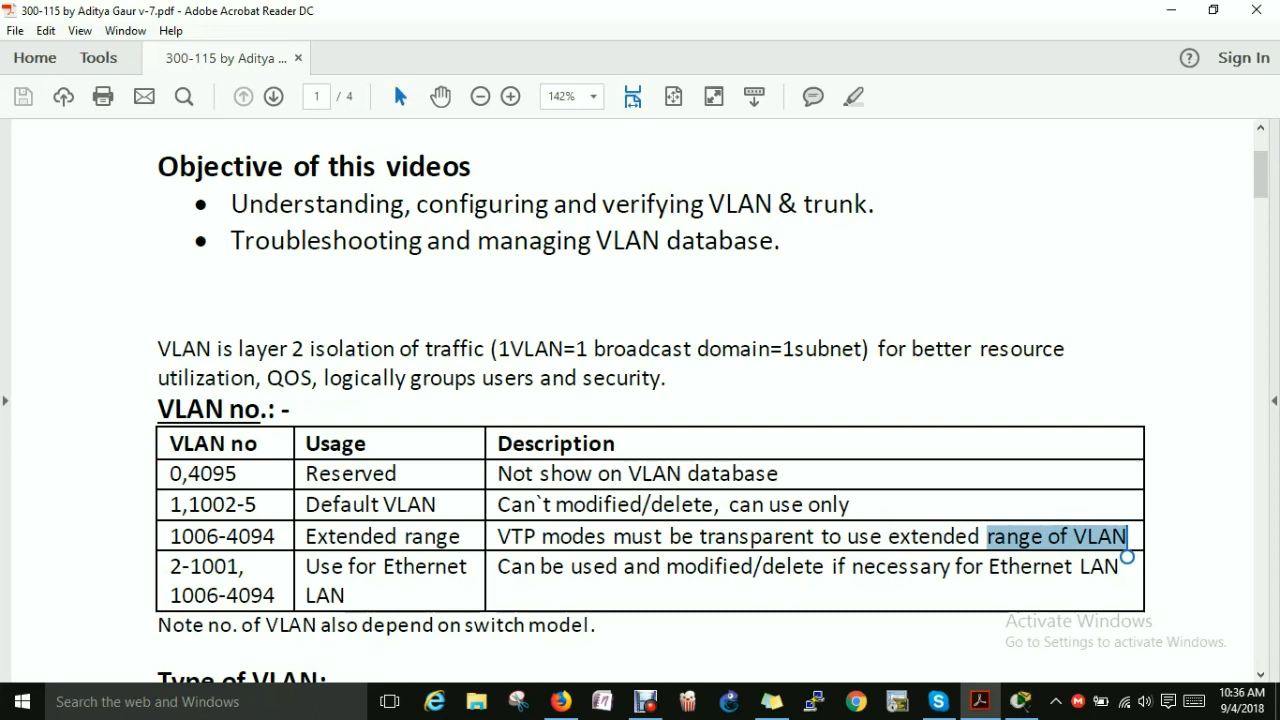 300-115 by Aditya Gaur v-7.pdf - Adobe Acrobat Reader DC
File Edit View Window Help
Home Tools 300-115 by Aditya ... × Sign In
1 / 4 142%
Objective of this videos
• Understanding, configuring and verifying VLAN & trunk.
• Troubleshooting and managing VLAN database.
VLAN is layer 2 isolation of traffic (1VLAN=1 broadcast domain=1subnet) for better resource
utilization, QOS, logically groups users and security.
VLAN no.: -
VLAN no Usage Description
0,4095 Reserved Not show on VLAN database
1,1002-5 Default VLAN Can`t modified/delete, can use only
1006-4094 Extended range VTP modes must be transparent to use extended range of VLAN
2-1001, Use for Ethernet Can be used and modified/delete if necessary for Ethernet LAN
1006-4094 LAN
Note no. of VLAN also depend on switch model.
Activate Windows
Go to Settings to activate Windows.
Type of VLAN:
Search the web and Windows
10:36 AM
9/4/2018